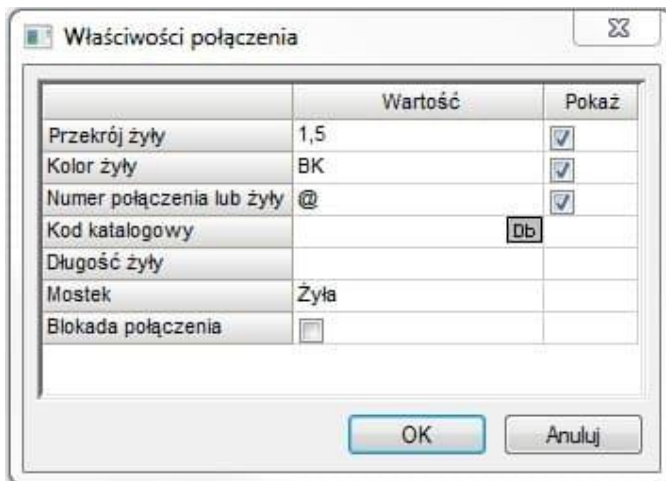 Właściwości połączenia
Wartość Pokaż
Przekrój żyły 1,5
Kolor żyły BK
Numer połączenia lub żyły @
Kod katalogowy Db
Długość żyły
Mostek Żyła
Blokada połączenia
OK Anuluj